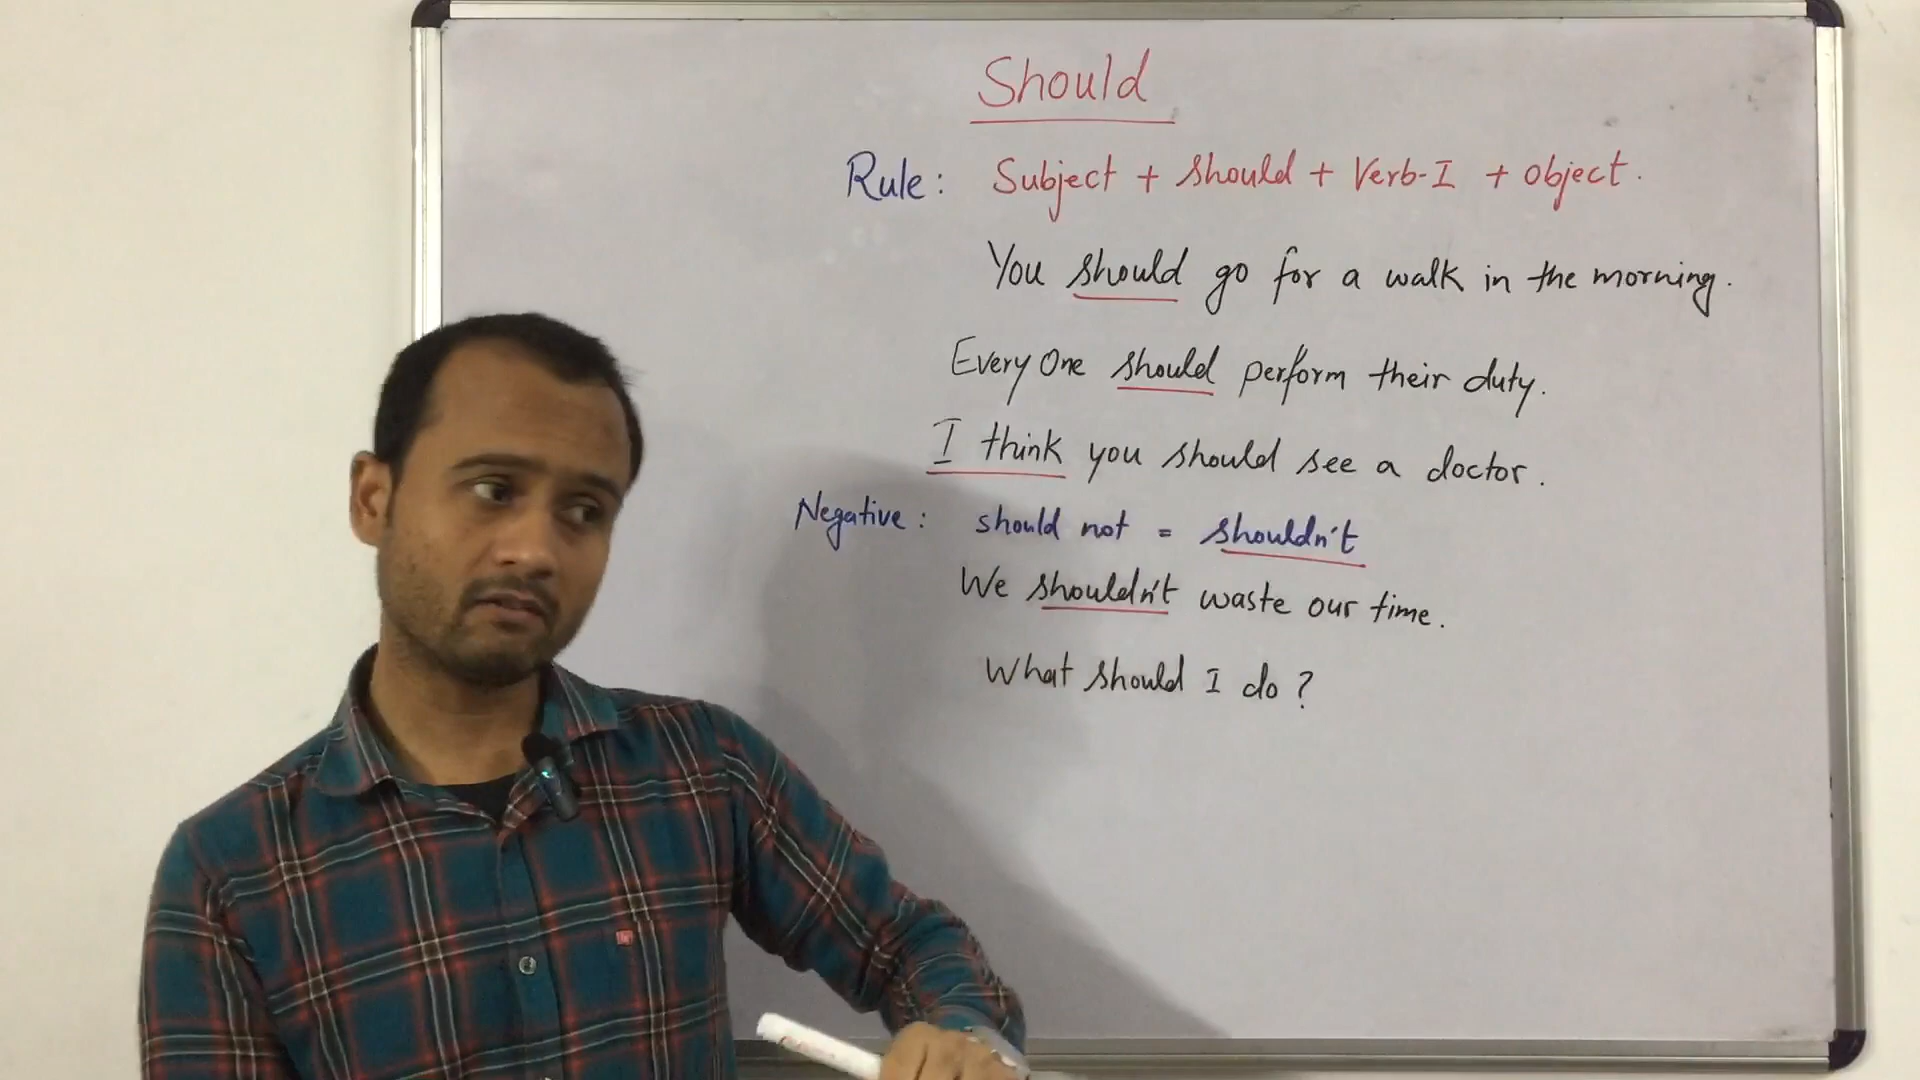 Should
Rule: Subject + should + Verb-I + object.
You should go for a walk in the morning.
Every One should perform their duty.
I think you should see a doctor.
Negative: should not = shouldn't
We shouldn't waste our time.
What should I do?